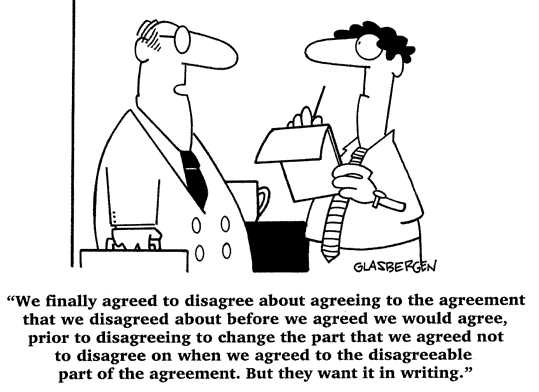 GLASBERGEN
“We finally agreed to disagree about agreeing to the agreement
that we disagreed about before we agreed we would agree,
prior to disagreeing to change the part that we agreed not
to disagree on when we agreed to the disagreeable
part of the agreement. But they want it in writing.”